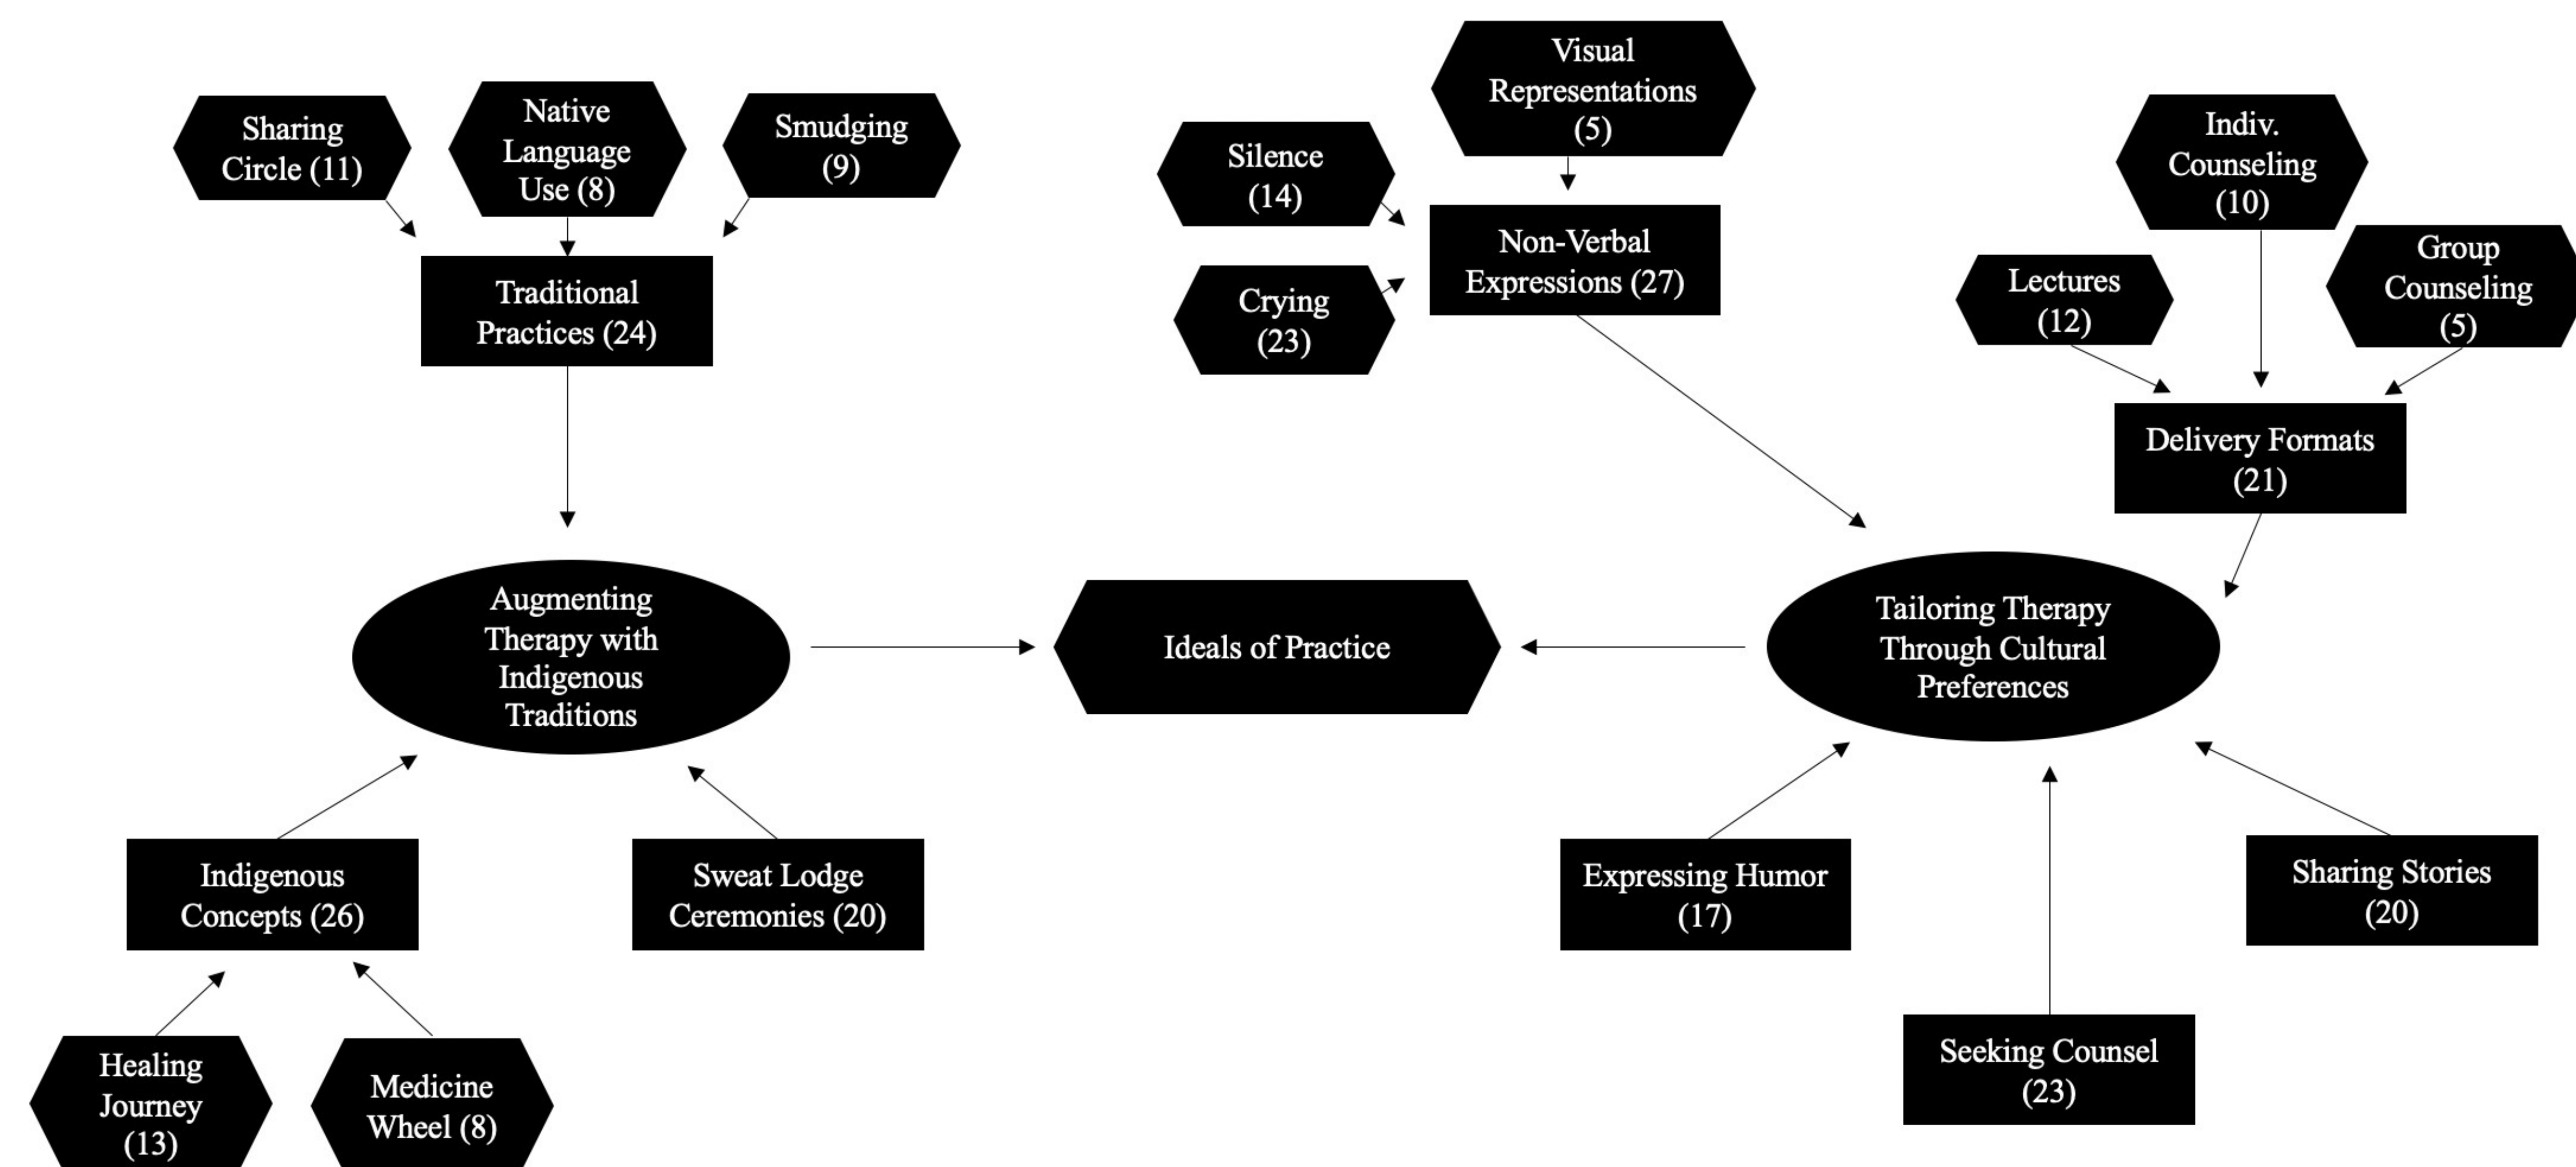 Visual
Representations
(5)
Sharing
Circle (11)
Native
Language
Use (8)
Smudging
(9)
Silence
(14)
Indiv.
Counseling
(10)
Non-Verbal
Expressions (27)
Group
Counseling
(5)
Lectures
(12)
Crying
(23)
Traditional
Practices (24)
Delivery Formats
(21)
Augmenting
Therapy with
Indigenous
Traditions
Ideals of Practice
Tailoring Therapy
Through Cultural
Preferences
Indigenous
Concepts (26)
Sweat Lodge
Ceremonies (20)
Expressing Humor
(17)
Sharing Stories
(20)
Healing
Journey
(13)
Medicine
Wheel (8)
Seeking Counsel
(23)